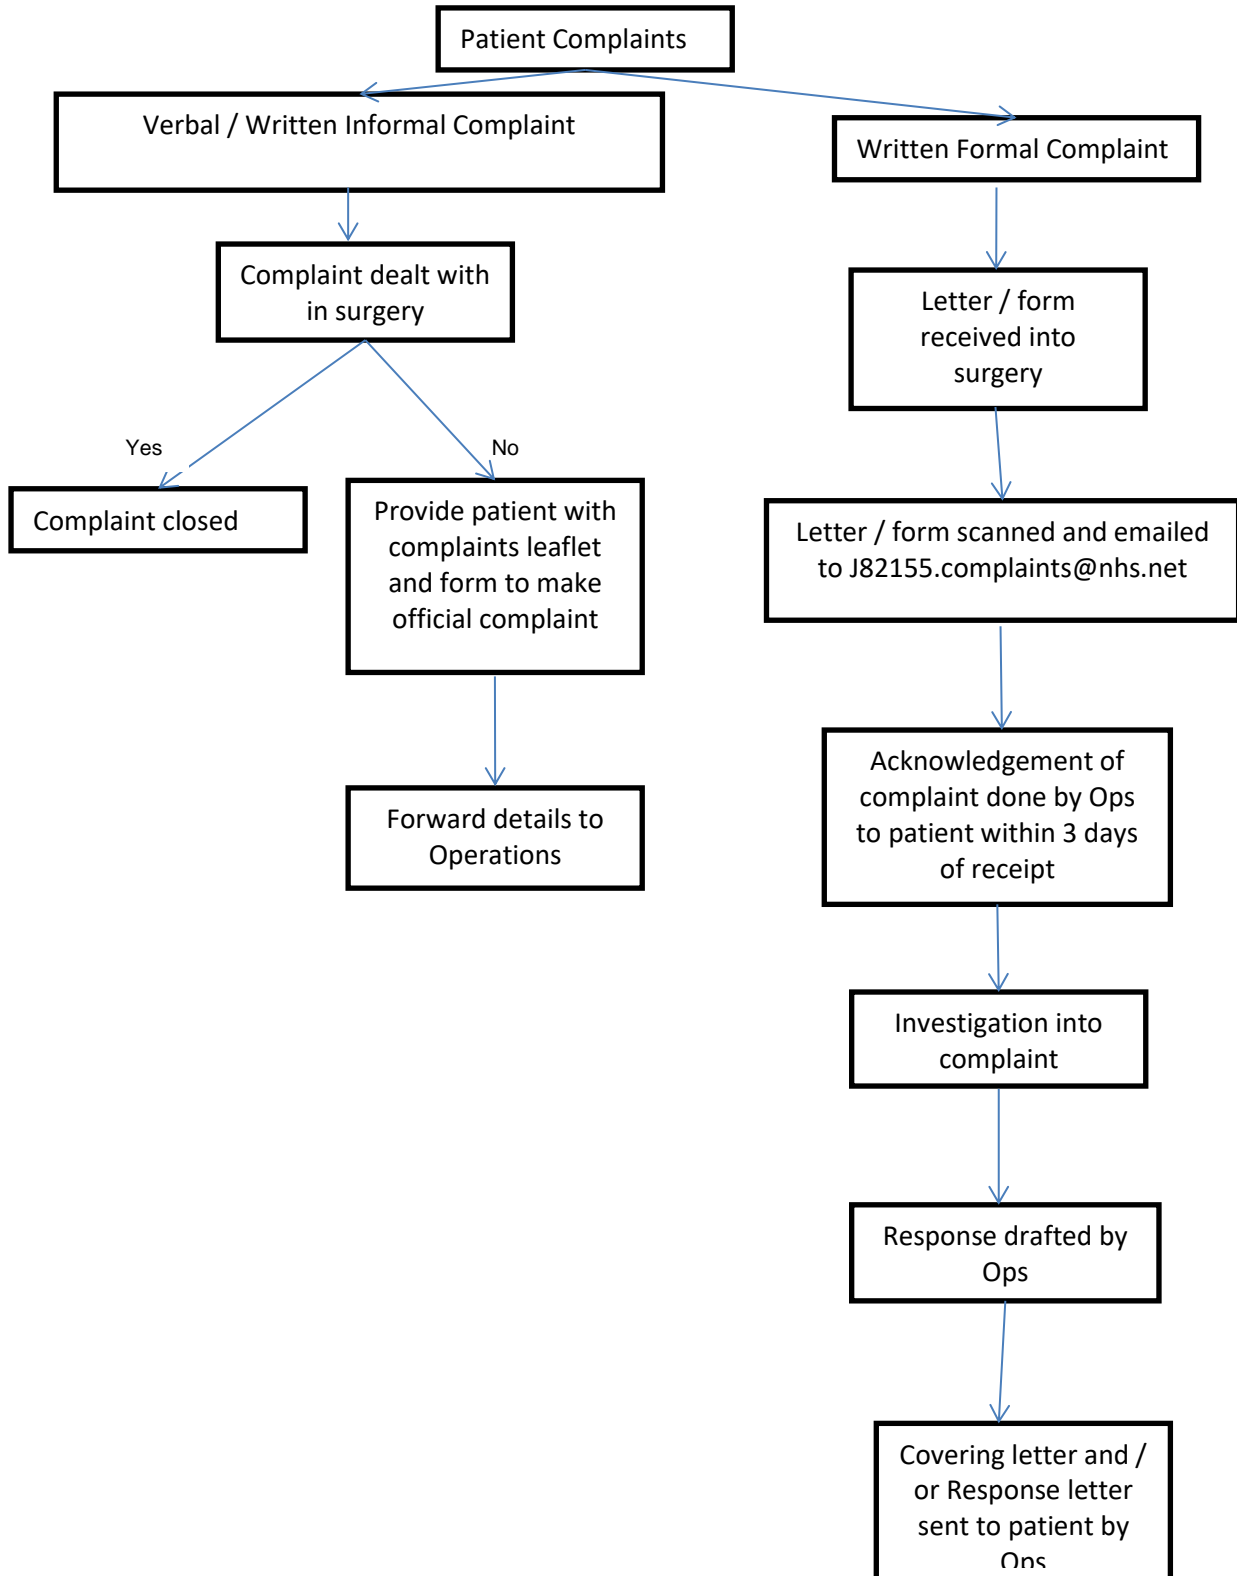 Patient Complaints
Verbal / Written Informal Complaint
Written Formal Complaint
Complaint dealt with
in surgery
Letter / form
received into
surgery
Yes
No
Complaint closed
Provide patient with
complaints leaflet
and form to make
official complaint
Letter / form scanned and emailed
to J82155.complaints@nhs.net
Forward details to
Operations
Acknowledgement of
complaint done by Ops
to patient within 3 days
of receipt
Investigation into
complaint
Response drafted by
Ops
Covering letter and /
or Response letter
sent to patient by
Ops